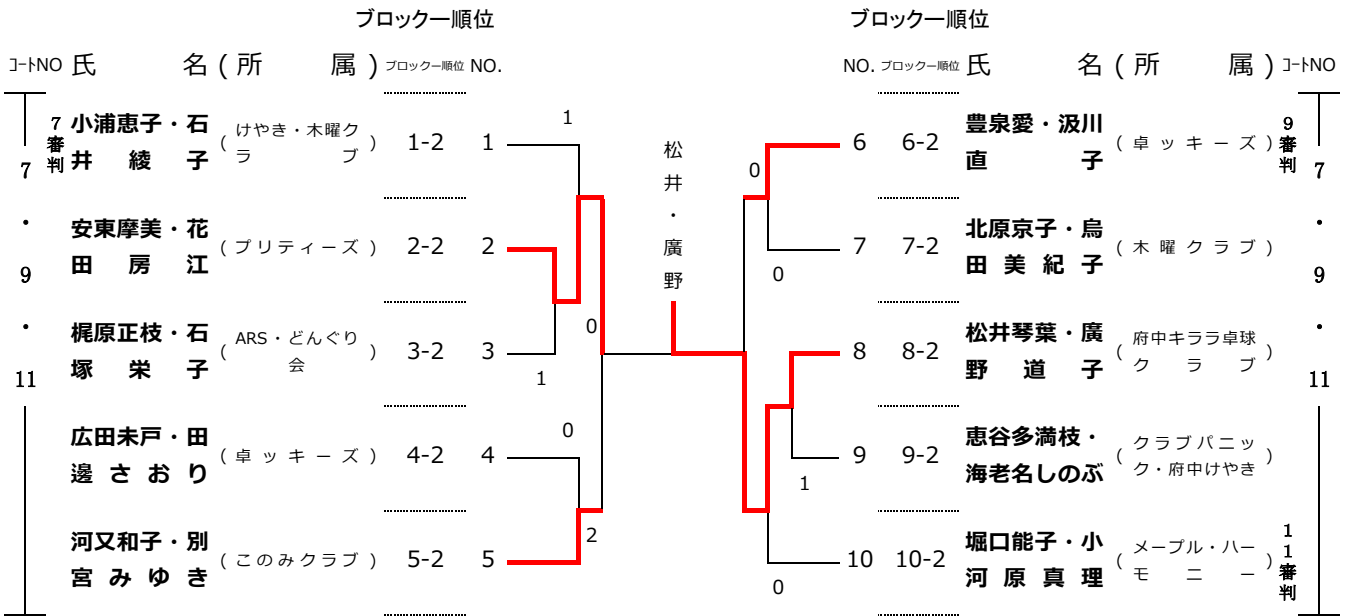 ブロックー順位
ブロックー順位
コートNO 氏 名 ( 所 属 ) ブロックー順位 NO.
NO. ブロックー順位 氏 名 ( 所 属 ) コートNO
7・9・11
7審判
小浦恵子・石井綾子
( けやき・木曜クラブ )
1-2 1
1
安東摩美・花田房江
( プリティーズ )
2-2 2
梶原正枝・石塚栄子
( ARS・どんぐり会 )
3-2 3
1
0
広田未戸・田邊さおり
( 卓ッキーズ )
4-2 4
0
河又和子・別宮みゆき
( このみクラブ )
5-2 5
2
松井・廣野
6 6-2
豊泉愛・汲川直子
( 卓ッキーズ )
9審判
0
7 7-2
北原京子・烏田美紀子
( 木曜クラブ )
0
8 8-2
松井琴葉・廣野道子
( 府中キララ卓球クラブ )
9 9-2
恵谷多満枝・海老名しのぶ
( クラブパニック・府中けやき )
1
10 10-2
堀口能子・小河原真理
( メープル・ハーモニー )
11審判
0
7・9・11